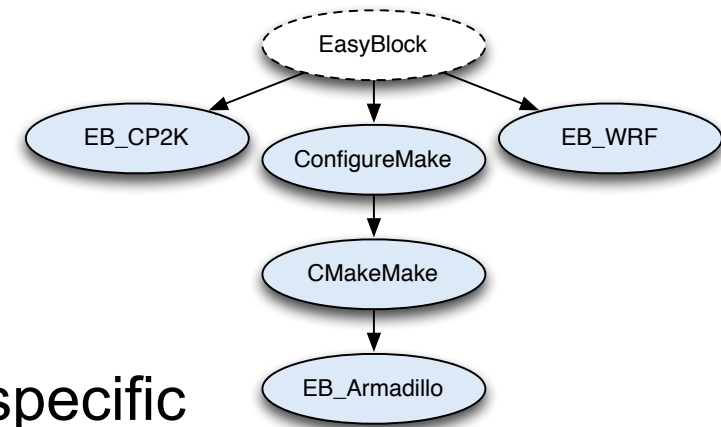 EasyBlock
EB_CP2K
ConfigureMake
EB_WRF
CMakeMake
EB_Armadillo
specific